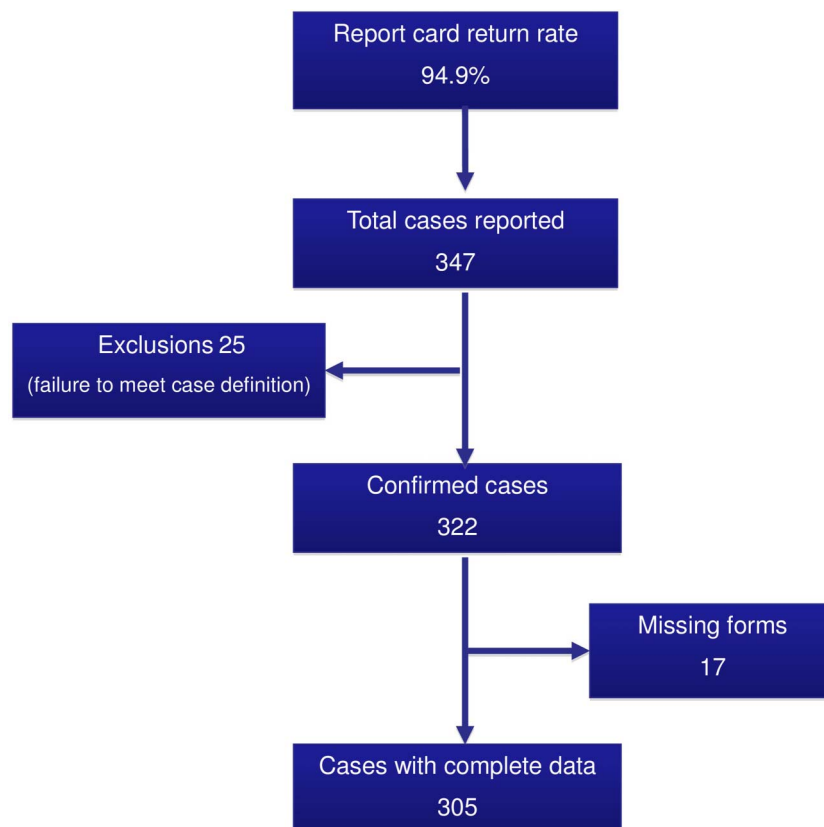 Report card return rate
94.9%
Total cases reported
347
Exclusions 25
(failure to meet case definition)
Confirmed cases
322
Missing forms
17
Cases with complete data
305